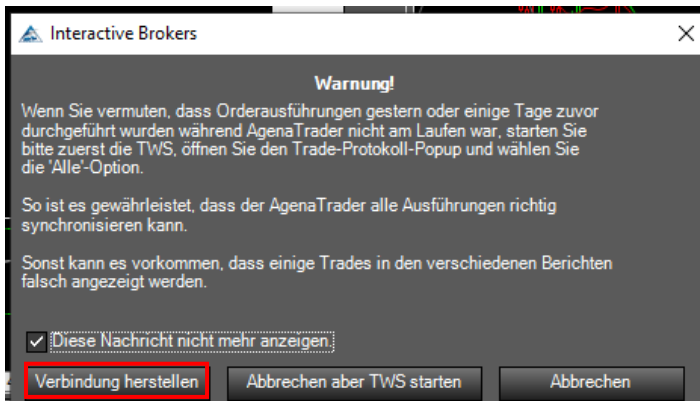 Interactive Brokers
Warnung!
Wenn Sie vermuten, dass Orderausführungen gestern oder einige Tage zuvor
durchgeführt wurden während AgenaTrader nicht am Laufen war, starten Sie
bitte zuerst die TWS, öffnen Sie den Trade-Protokoll-Popup und wählen Sie
die 'Alle'-Option.
So ist es gewährleistet, dass der AgenaTrader alle Ausführungen richtig
synchronisieren kann.
Sonst kann es vorkommen, dass einige Trades in den verschiedenen Berichten
falsch angezeigt werden.
Diese Nachricht nicht mehr anzeigen.
Verbindung herstellen Abbrechen aber TWS starten Abbrechen